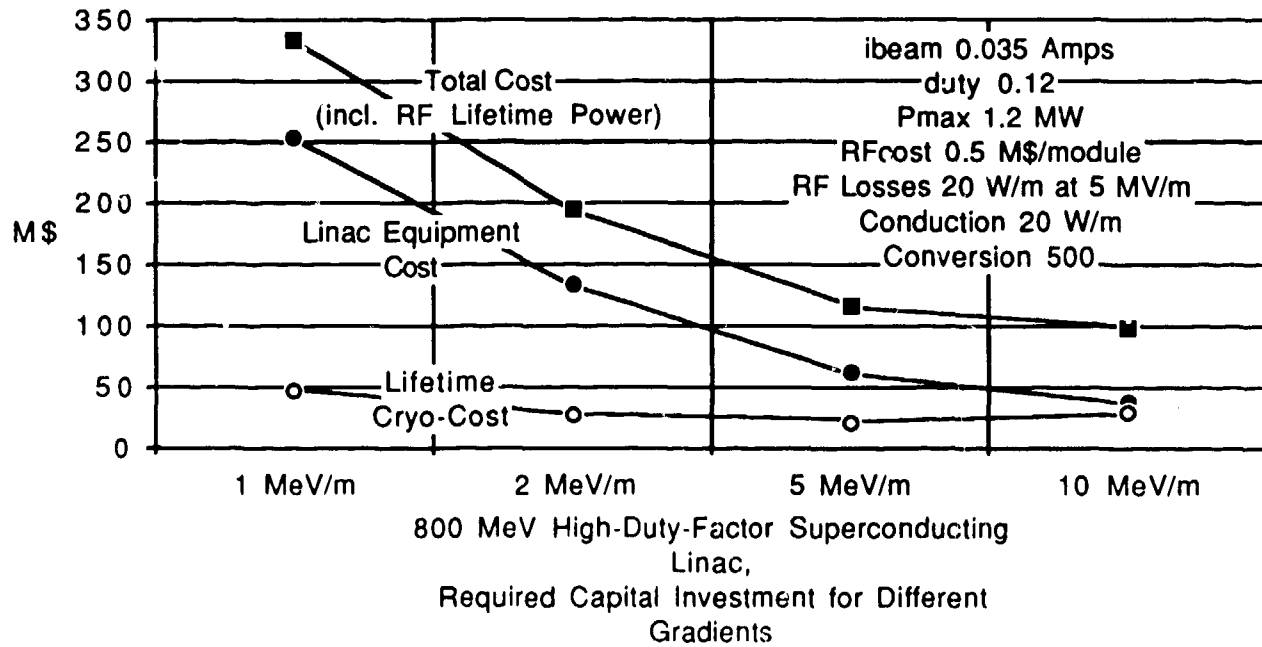 350
300
250
200
150
100
50
0
M$
Total Cost
(incl. RF Lifetime Power)
Linac Equipment
Cost
Lifetime
Cryo-Cost
ibeam 0.035 Amps
duty 0.12
Pmax 1.2 MW
RFcost 0.5 M$/module
RF Losses 20 W/m at 5 MV/m
Conduction 20 W/m
Conversion 500
1 MeV/m 2 MeV/m 5 MeV/m 10 MeV/m
800 MeV High-Duty-Factor Superconducting
Linac,
Required Capital Investment for Different
Gradients